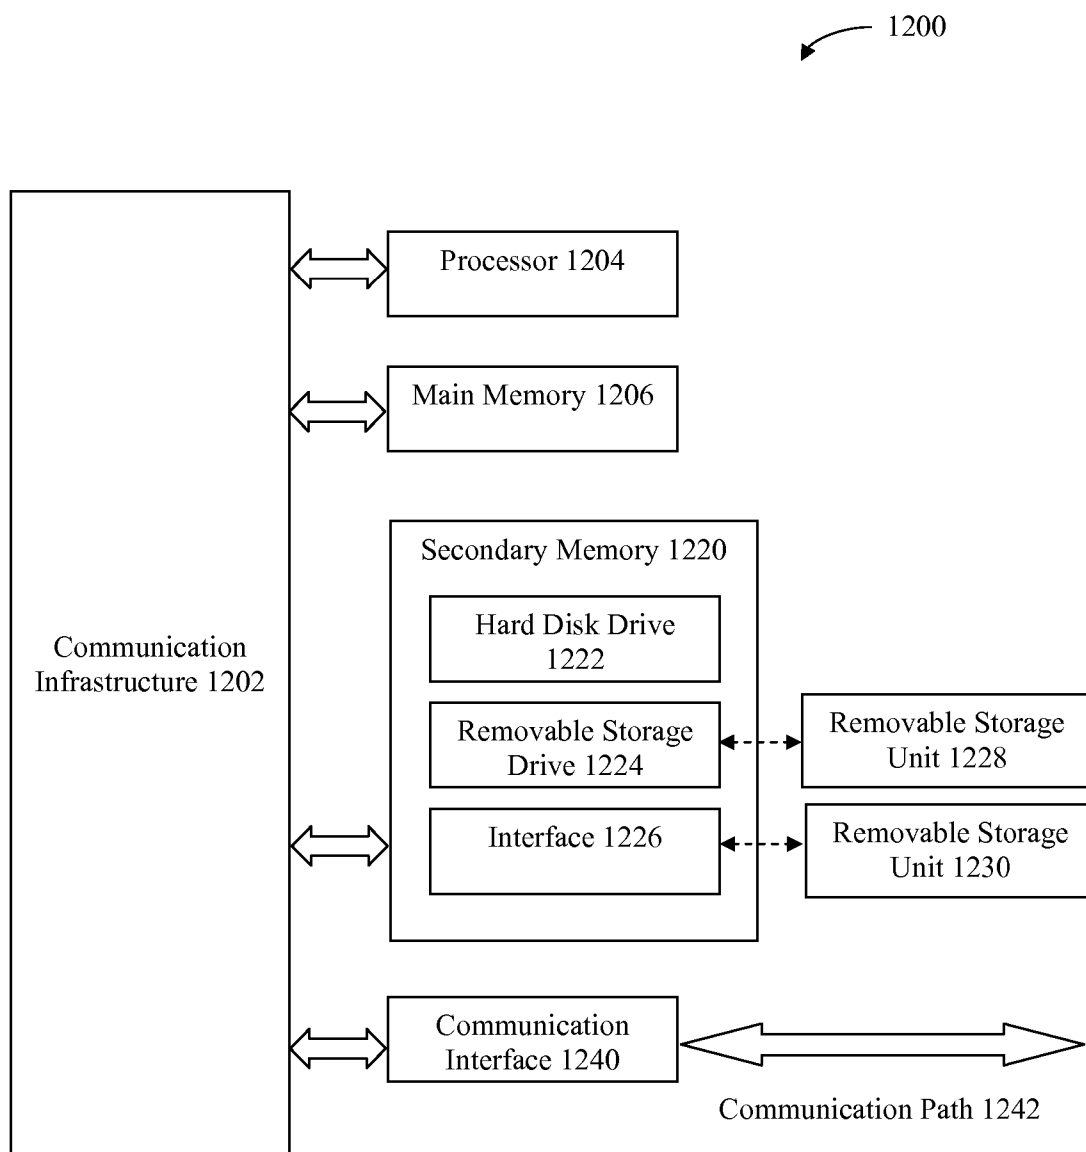 1200
Processor 1204
Main Memory 1206
Secondary Memory 1220
Hard Disk Drive
1222
Communication
Infrastructure 1202
Removable Storage
Drive 1224
Removable Storage
Unit 1228
Interface 1226
Removable Storage
Unit 1230
Communication
Interface 1240
Communication Path 1242